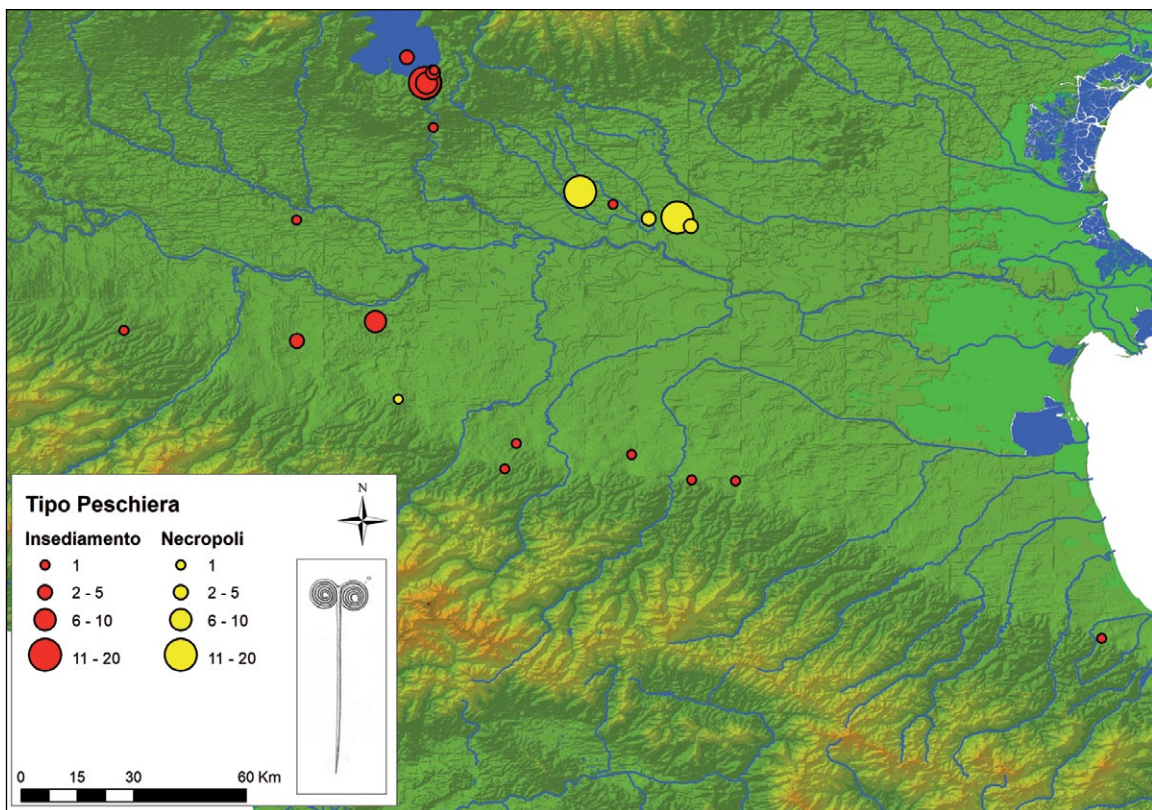 N
Tipo Peschiera
Insediamento Necropoli
1 1
2 - 5 2 - 5
6 - 10 6 - 10
11 - 20 11 - 20
0 15 30 60 Km